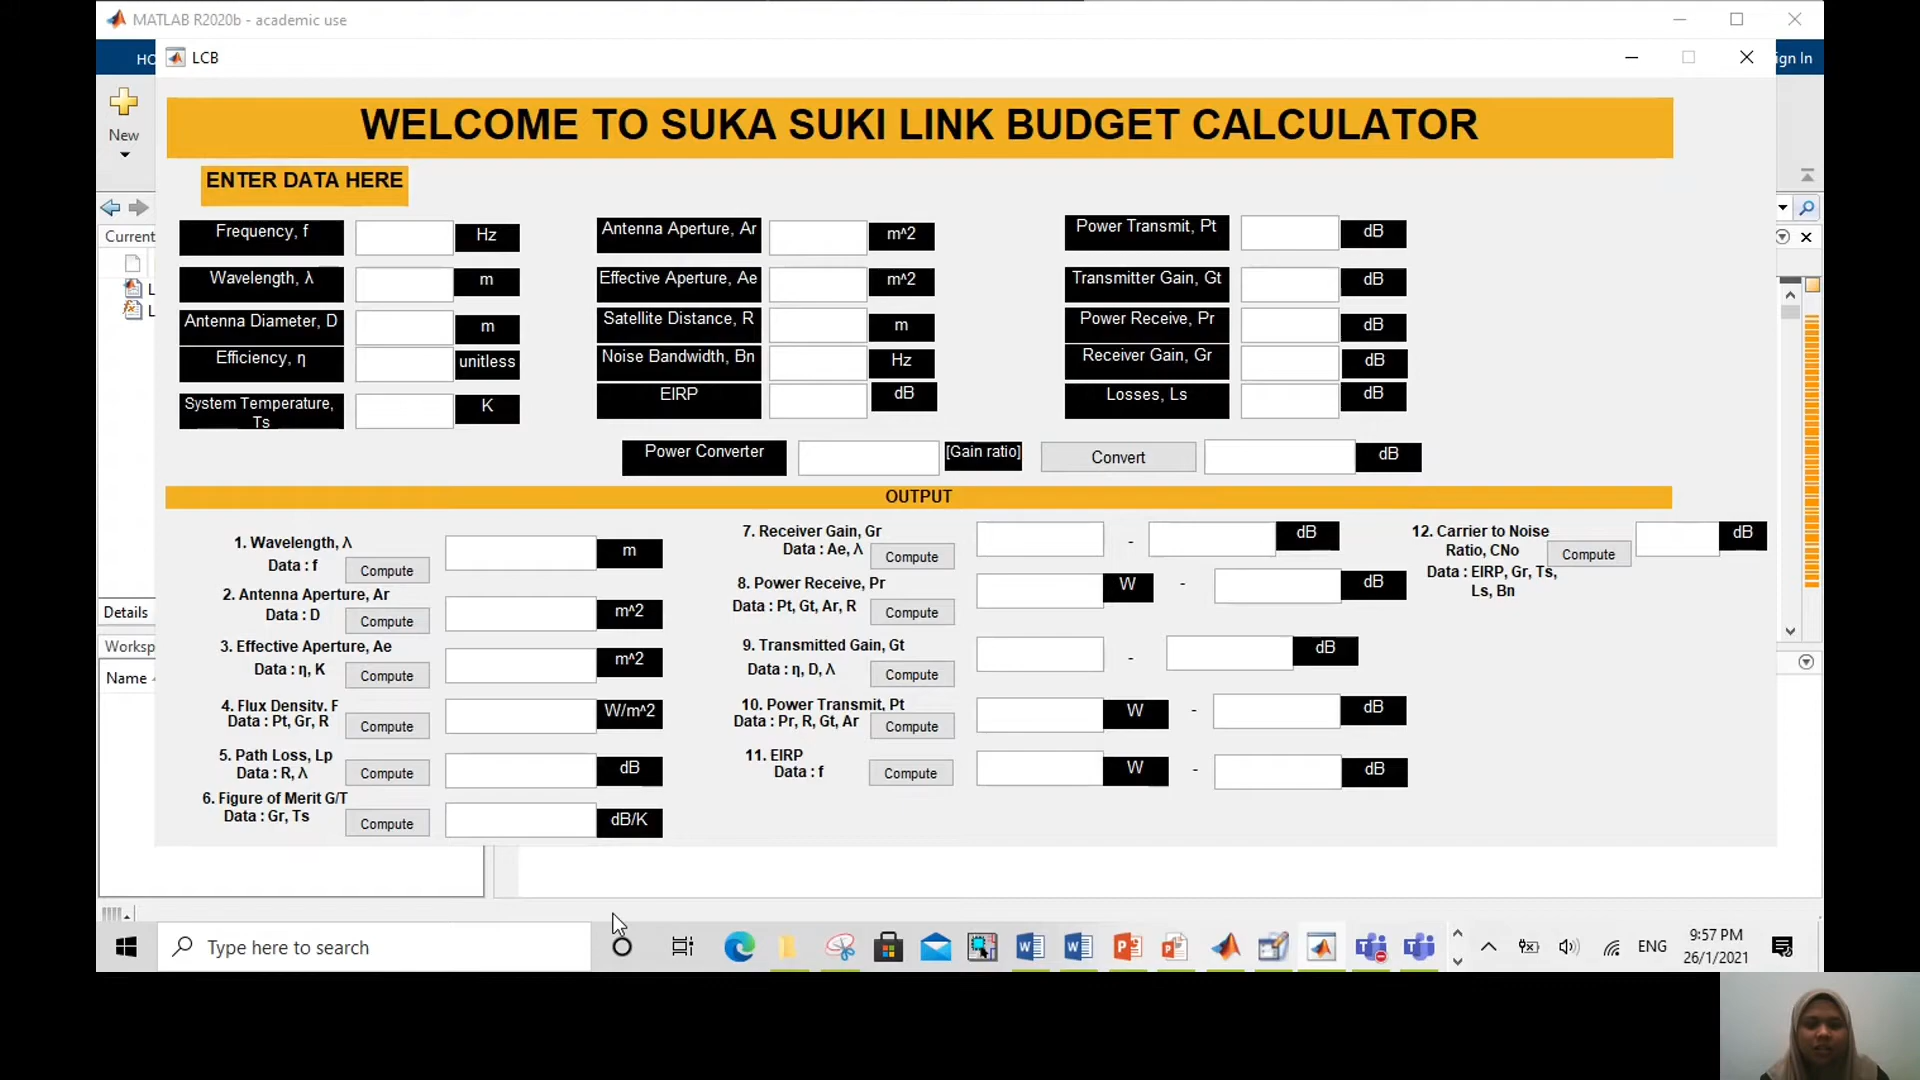 MATLAB R2020b - academic use
HO
LCB
ign In
New
WELCOME TO SUKA SUKI LINK BUDGET CALCULATOR
ENTER DATA HERE
Current
Frequency, f
Hz
Wavelength, λ
m
Antenna Diameter, D
m
Efficiency, η
unitless
System Temperature,
Ts
K
Antenna Aperture, Ar
m^2
Effective Aperture, Ae
m^2
Satellite Distance, R
m
Noise Bandwidth, Bn
Hz
EIRP
dB
Power Transmit, Pt
dB
Transmitter Gain, Gt
dB
Power Receive, Pr
dB
Receiver Gain, Gr
dB
Losses, Ls
dB
Power Converter
[Gain ratio]
Convert
dB
OUTPUT
1. Wavelength, λ
Data : f
Compute
m
2. Antenna Aperture, Ar
Data : D
Compute
m^2
3. Effective Aperture, Ae
Data : η, K
Compute
m^2
4. Flux Density, F
Data : Pt, Gr, R
Compute
W/m^2
5. Path Loss, Lp
Data : R, λ
Compute
dB
6. Figure of Merit G/T
Data : Gr, Ts
Compute
dB/K
7. Receiver Gain, Gr
Data : Ae, λ
Compute
-
dB
8. Power Receive, Pr
Data : Pt, Gt, Ar, R
Compute
W
-
dB
9. Transmitted Gain, Gt
Data : η, D, λ
Compute
-
dB
10. Power Transmit, Pt
Data : Pr, R, Gt, Ar
Compute
W
-
dB
11. EIRP
Data : f
Compute
W
-
dB
12. Carrier to Noise
Ratio, CNo
Compute
dB
Data : EIRP, Gr, Ts,
Ls, Bn
L
L
Details
Worksp
Name
Type here to search
ENG
9:57 PM
26/1/2021